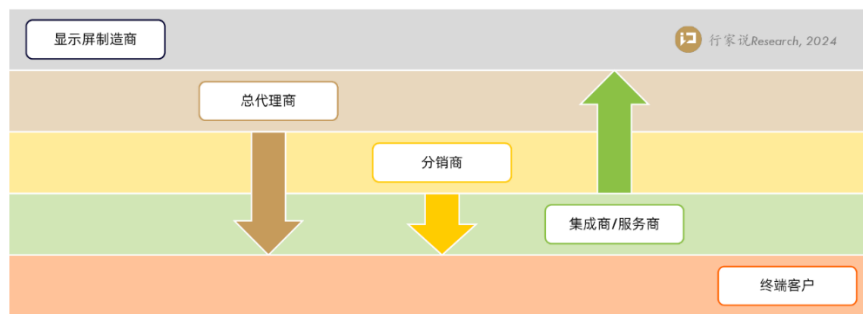 显示屏制造商
行家说Research, 2024
总代理商
分销商
集成商/服务商
终端客户